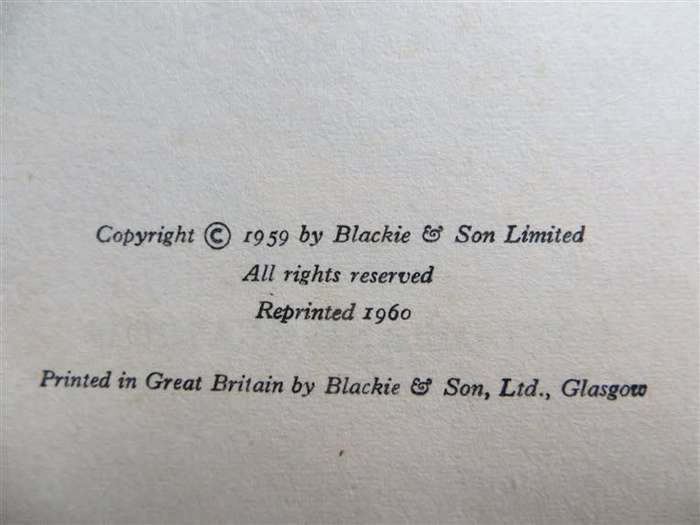 Copyright © 1959 by Blackie & Son Limited
All rights reserved
Reprinted 1960
Printed in Great Britain by Blackie & Son, Ltd., Glasgow